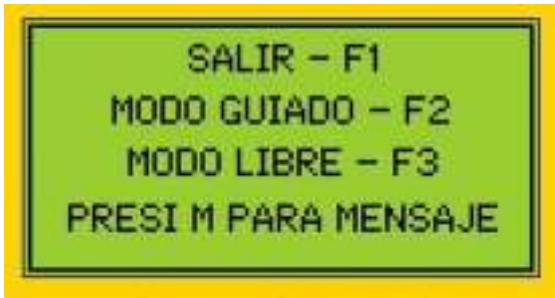 SALIR - F1
MODO GUIADO - F2
MODO LIBRE - F3
PRESI M PARA MENSAJE